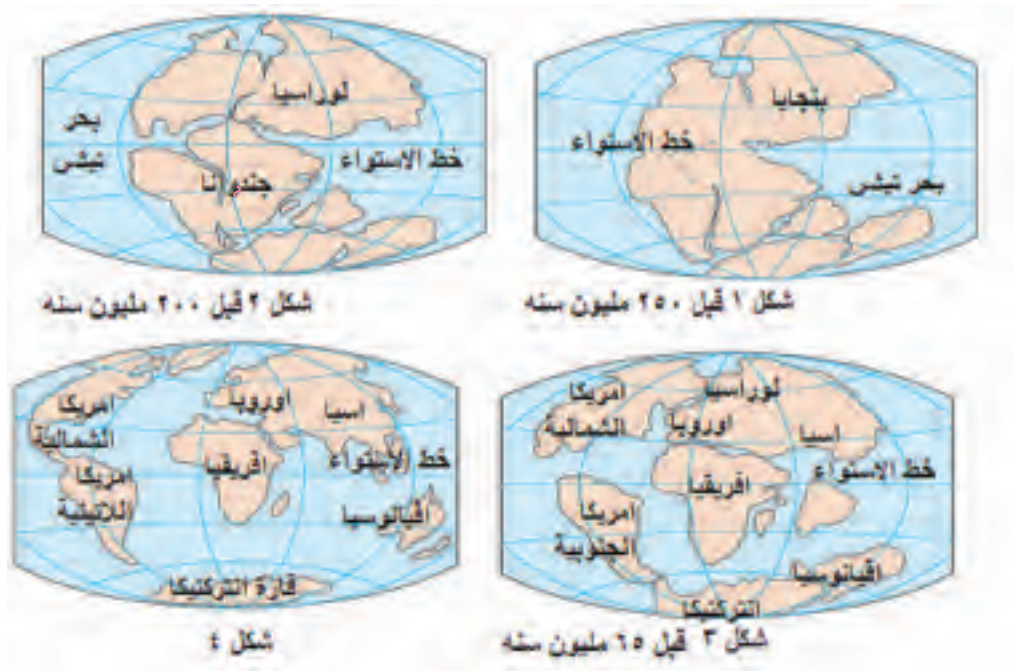 بنجايا
خط الاستواء
بحر تيشى
شكل ١ قبل ٢٥٠ مليون سنه
لوراسيا
بحر
تيشى
خط الاستواء
جندوانا
شكل ٢ قبل ٢٠٠ مليون سنه
امريكا
الشمالية
لوراسيا
اوروبا
اسيا
خط الاستواء
افريقيا
امريكا
الجنوبية
اقيانوسيا
انتركتيكا
شكل ٣ قبل ٦٥ مليون سنه
امريكا
الشمالية
اوروبا
اسيا
خط الاستواء
افريقيا
امريكا
اللاتينية
اقيانوسيا
قارة انتركتيكا
شكل ٤